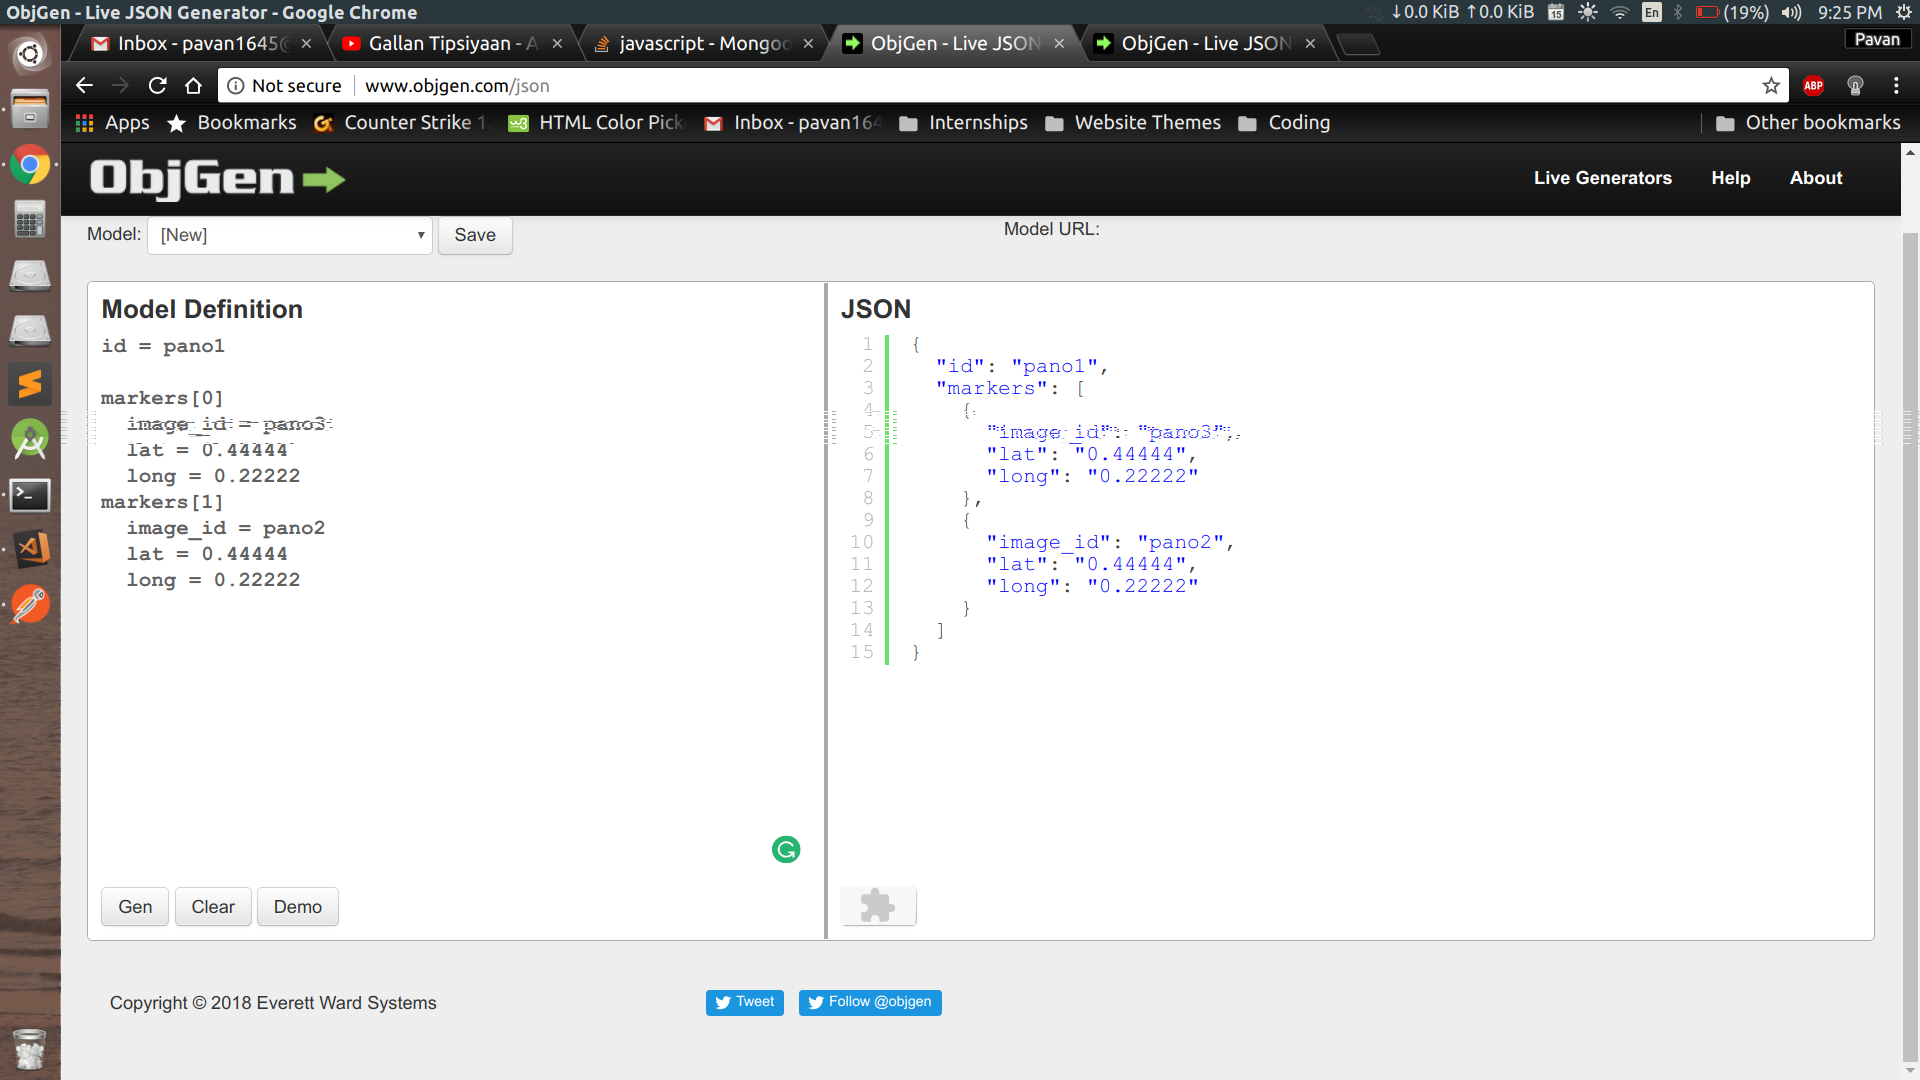 ObjGen - Live JSON Generator - Google Chrome
↓0.0 KiB ↑0.0 KiB 15 En (19%) 9:25 PM
Inbox - pavan1645@ × Gallan Tipsiyaan - A × javascript - Mongoo × ObjGen - Live JSON × ObjGen - Live JSON × Pavan
Not secure www.objgen.com/json ABP
Apps Bookmarks Counter Strike 1. HTML Color Pick Inbox - pavan164 Internships Website Themes Coding Other bookmarks
ObjGen Live Generators Help About
Model: [New] Save Model URL:
Model Definition
id = pano1
markers[0]
image_id = pano3
lat = 0.44444
long = 0.22222
markers[1]
image_id = pano2
lat = 0.44444
long = 0.22222
Gen Clear Demo
JSON
1 {
2 "id": "pano1",
3 "markers": [
4 {
5 "image_id": "pano3",
6 "lat": "0.44444",
7 "long": "0.22222"
8 },
9 {
10 "image_id": "pano2",
11 "lat": "0.44444",
12 "long": "0.22222"
13 }
14 ]
15 }
Copyright © 2018 Everett Ward Systems Tweet Follow @objgen